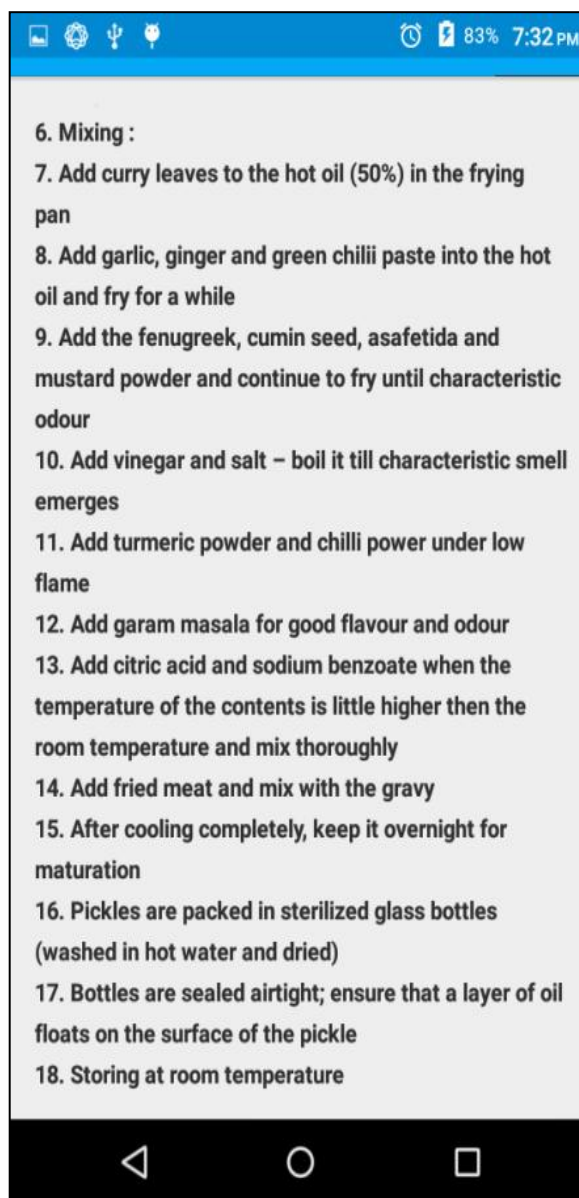 83% 7:32 PM
6. Mixing :
7. Add curry leaves to the hot oil (50%) in the frying
pan
8. Add garlic, ginger and green chilii paste into the hot
oil and fry for a while
9. Add the fenugreek, cumin seed, asafetida and
mustard powder and continue to fry until characteristic
odour
10. Add vinegar and salt – boil it till characteristic smell
emerges
11. Add turmeric powder and chilli power under low
flame
12. Add garam masala for good flavour and odour
13. Add citric acid and sodium benzoate when the
temperature of the contents is little higher then the
room temperature and mix thoroughly
14. Add fried meat and mix with the gravy
15. After cooling completely, keep it overnight for
maturation
16. Pickles are packed in sterilized glass bottles
(washed in hot water and dried)
17. Bottles are sealed airtight; ensure that a layer of oil
floats on the surface of the pickle
18. Storing at room temperature